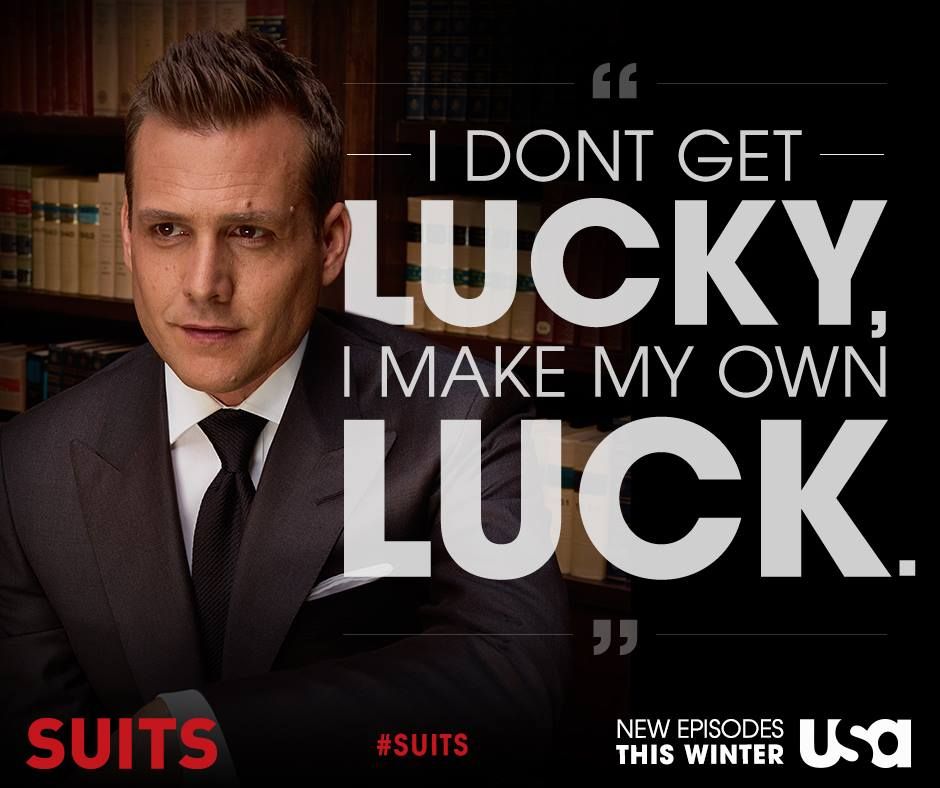 “
I DONT GET
LUCKY,
I MAKE MY OWN
LUCK.
”
SUITS
#SUITS
NEW EPISODES
THIS WINTER
usa